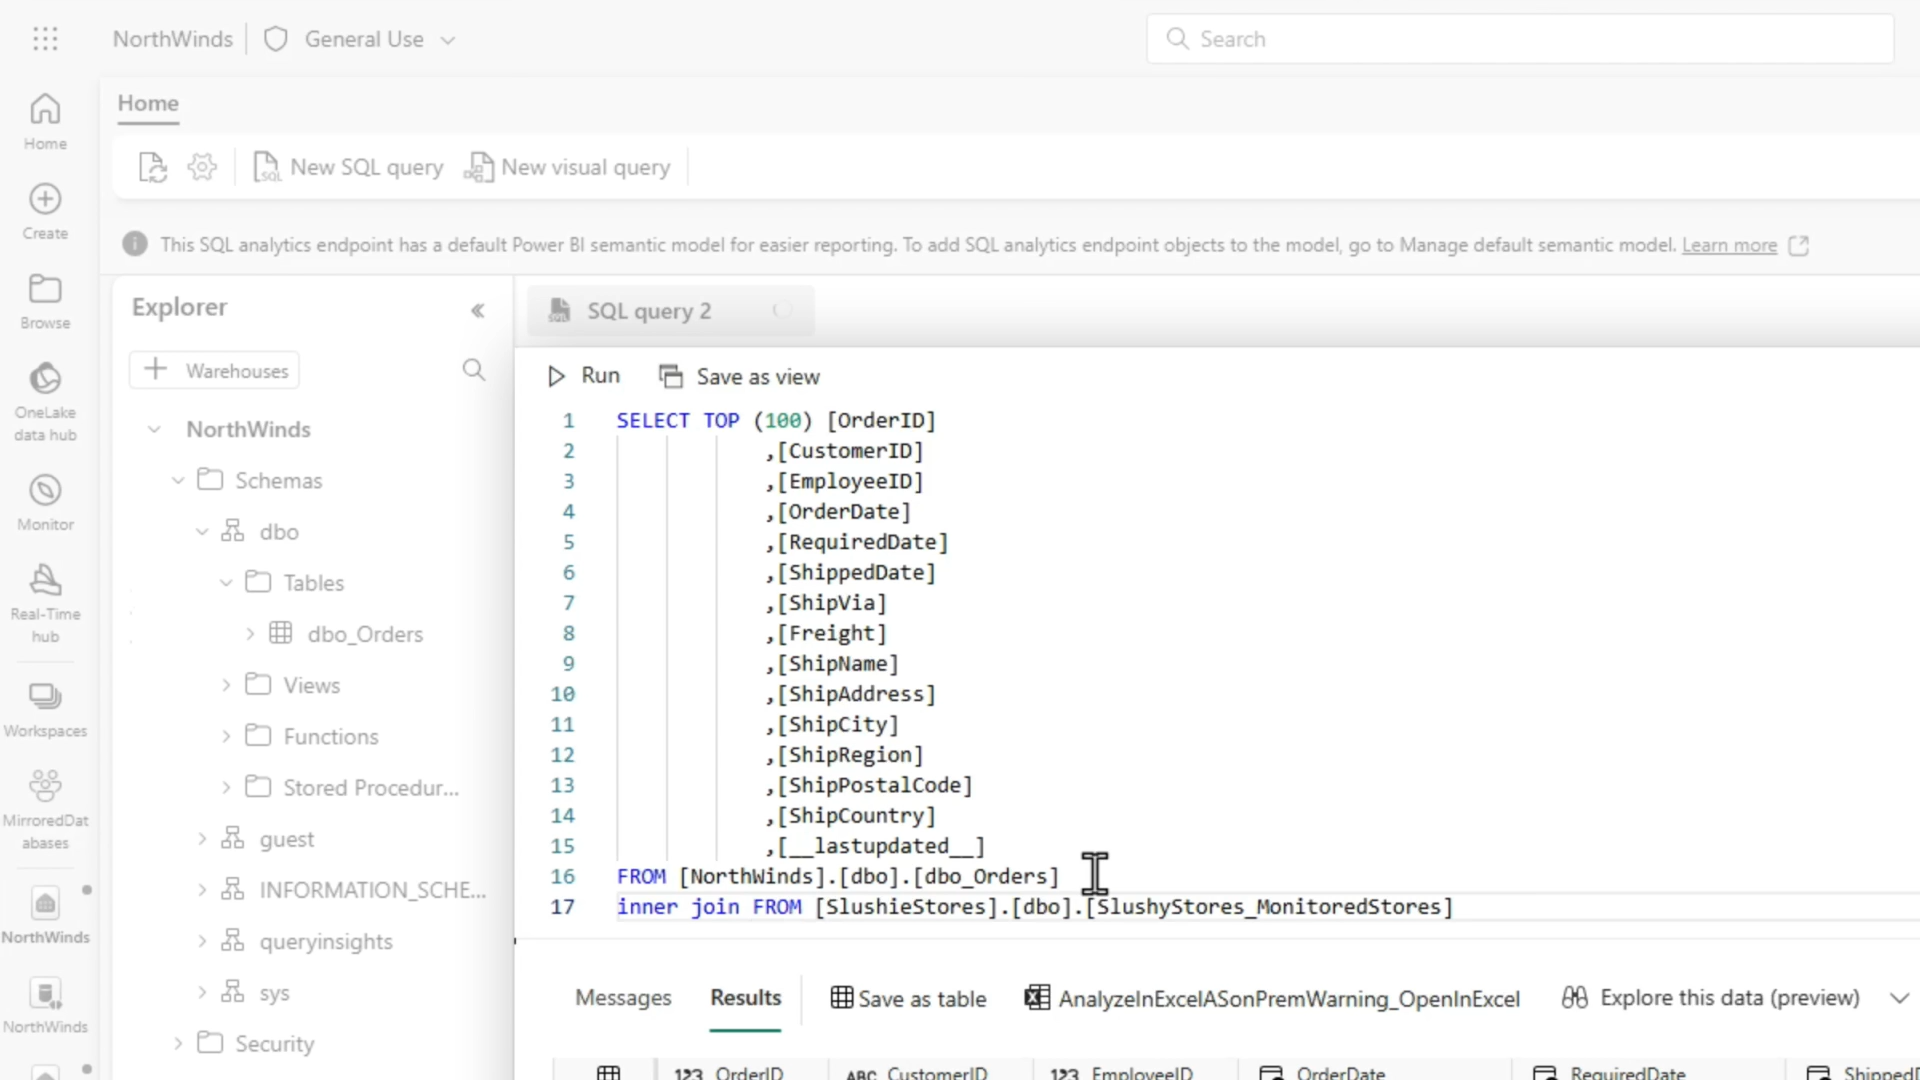 NorthWinds
General Use
Search
Home
Home
New SQL query
New visual query
Create
This SQL analytics endpoint has a default Power BI semantic model for easier reporting. To add SQL analytics endpoint objects to the model, go to Manage default semantic model. Learn more
Browse
Explorer
SQL query 2
Warehouses
Run
Save as view
OneLake
data hub
NorthWinds
Schemas
dbo
Tables
dbo_Orders
Views
Functions
Stored Procedur...
guest
INFORMATION_SCHE...
queryinsights
sys
Security
Monitor
Real-Time
hub
Workspaces
MirroredDat
abases
NorthWinds
NorthWinds
1 SELECT TOP (100) [OrderID]
2 ,[CustomerID]
3 ,[EmployeeID]
4 ,[OrderDate]
5 ,[RequiredDate]
6 ,[ShippedDate]
7 ,[ShipVia]
8 ,[Freight]
9 ,[ShipName]
10 ,[ShipAddress]
11 ,[ShipCity]
12 ,[ShipRegion]
13 ,[ShipPostalCode]
14 ,[ShipCountry]
15 ,[__lastupdated__]
16 FROM [NorthWinds].[dbo].[dbo_Orders]
17 inner join FROM [SlushieStores].[dbo].[SlushyStores_MonitoredStores]
Messages
Results
Save as table
AnalyzeInExcelASonPremWarning_OpenInExcel
Explore this data (preview)
123 OrderID
ABC CustomerID
123 EmployeeID
OrderDate
RequiredDate
ShippedD